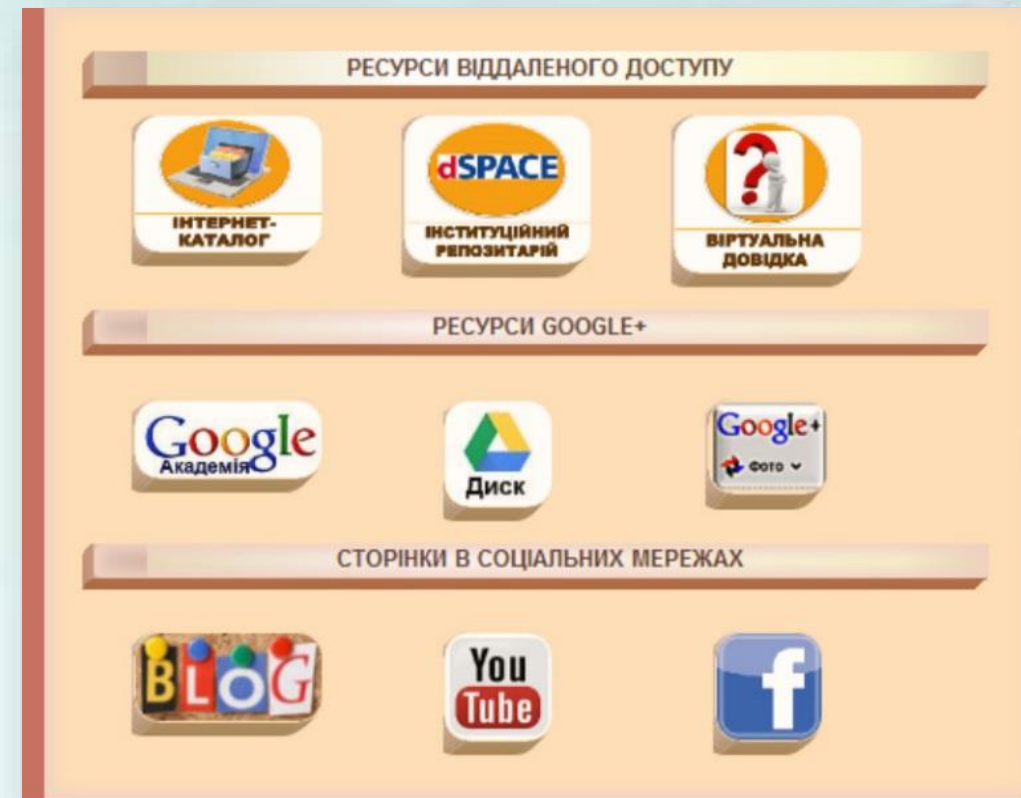 РЕСУРСИ ВІДДАЛЕНОГО ДОСТУПУ
ІНТЕРНЕТ-
КАТАЛОГ
dSPACE
ІНСТИТУЦІЙНИЙ
РЕПОЗИТАРІЙ
?
ВІРТУАЛЬНА
ДОВІДКА
РЕСУРСИ GOOGLE+
Google
Академія
Диск
Google+
Фото
СТОРІНКИ В СОЦІАЛЬНИХ МЕРЕЖАХ
BLOG
You
Tube
f